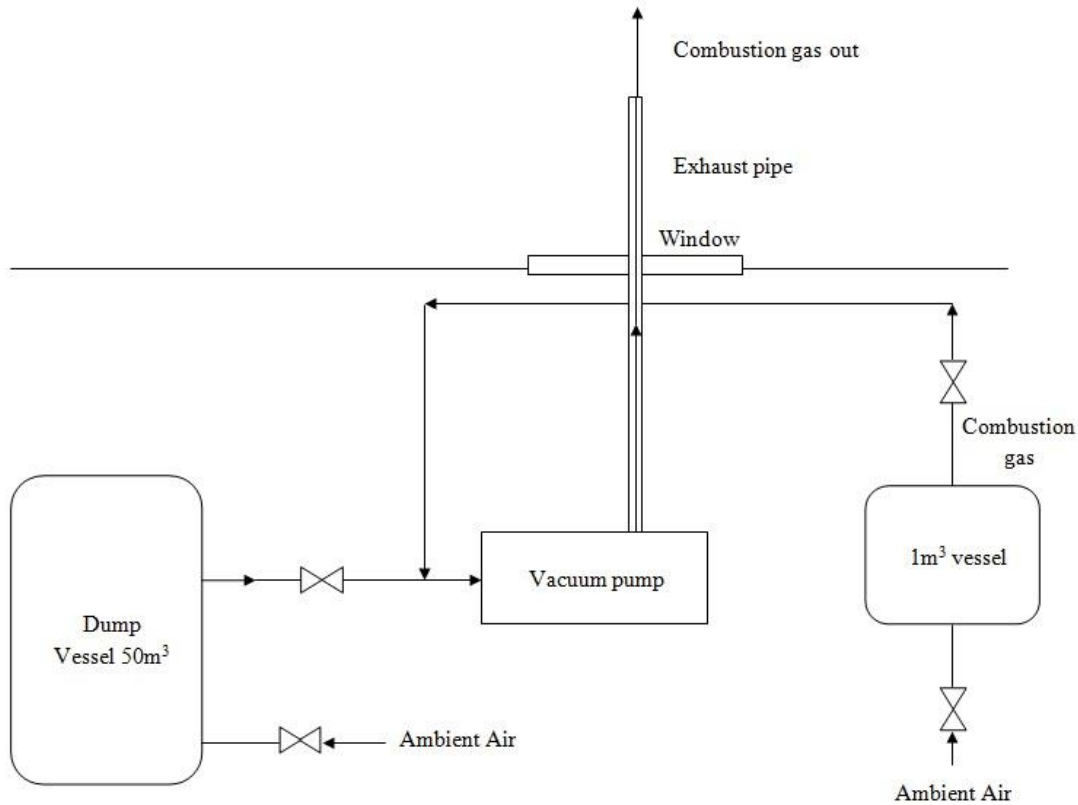 Combustion gas out
Exhaust pipe
Window
Combustion
gas
1m³ vessel
Vacuum pump
Dump
Vessel 50m³
Ambient Air
Ambient Air